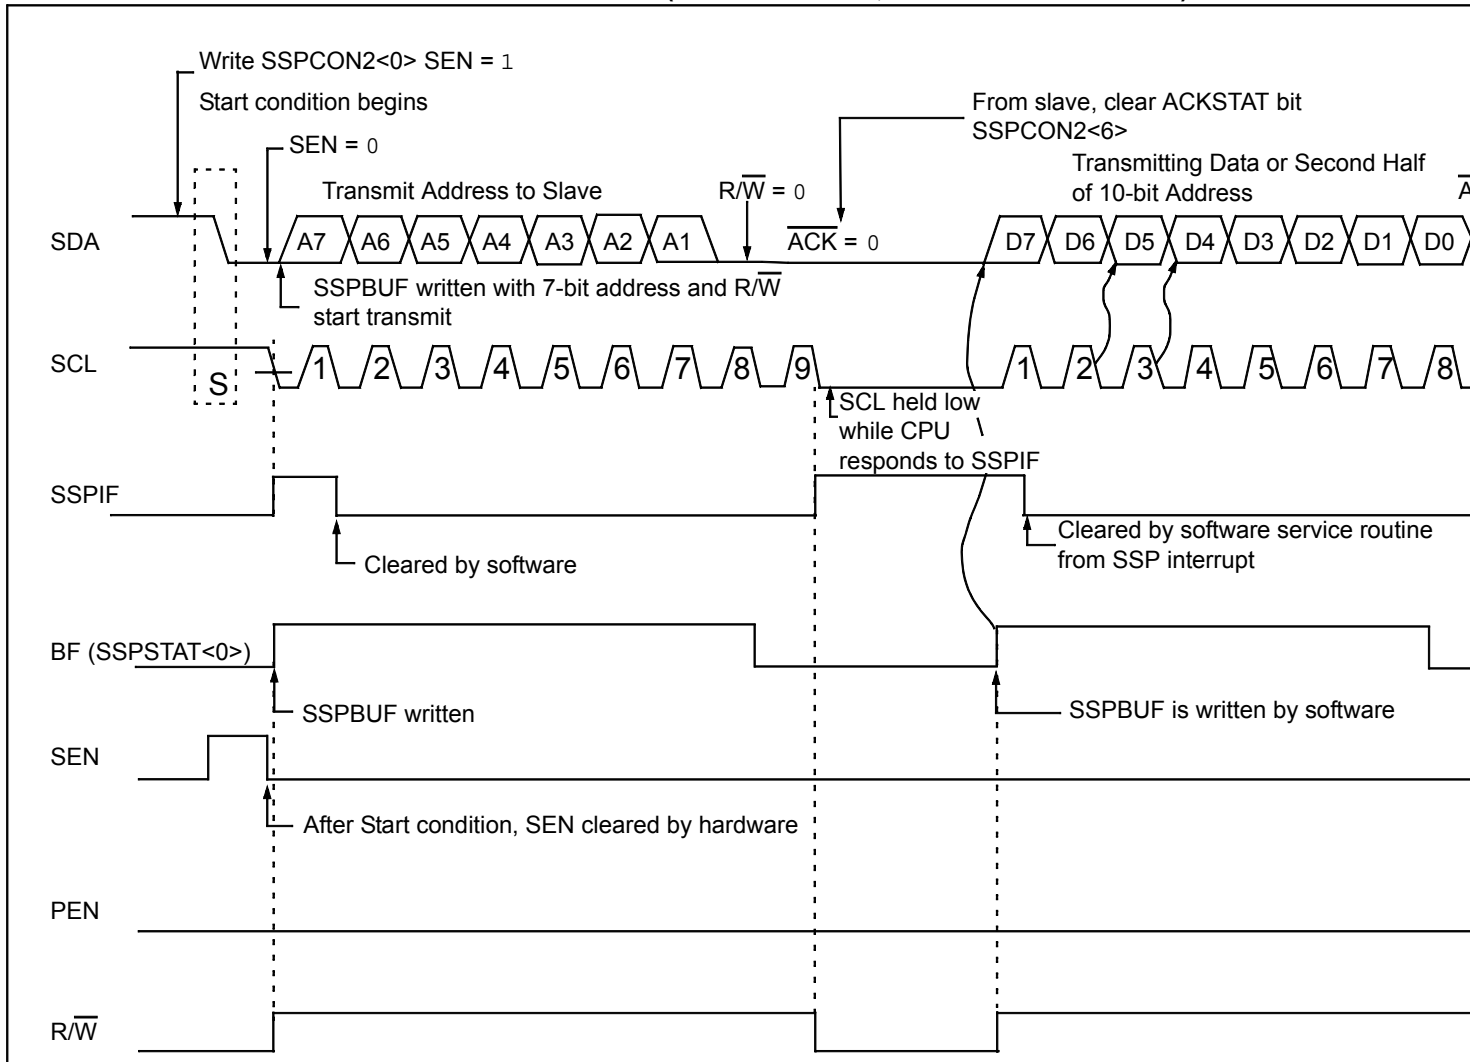 Write SSPCON2<0> SEN = 1
Start condition begins
From slave, clear ACKSTAT bit
SSPCON2<6>
SEN = 0
Transmit Address to Slave
R/W̅ = 0
Transmitting Data or Second Half
of 10-bit Address
SDA
A7 A6 A5 A4 A3 A2 A1
A̅C̅K̅ = 0
D7 D6 D5 D4 D3 D2 D1 D0
SSPBUF written with 7-bit address and R/W̅
start transmit
SCL
S
1 2 3 4 5 6 7 8 9
1 2 3 4 5 6 7 8
SCL held low
while CPU
responds to SSPIF
SSPIF
Cleared by software
Cleared by software service routine
from SSP interrupt
BF (SSPSTAT<0>)
SSPBUF written
SSPBUF is written by software
SEN
After Start condition, SEN cleared by hardware
PEN
R/W̅